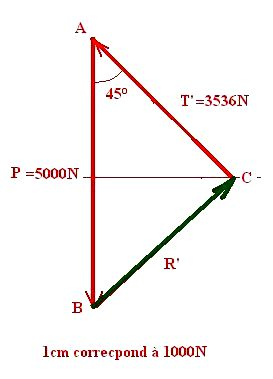 A
45°
T'=3536N
P =5000N
C
R'
B
1cm correcpond à 1000N